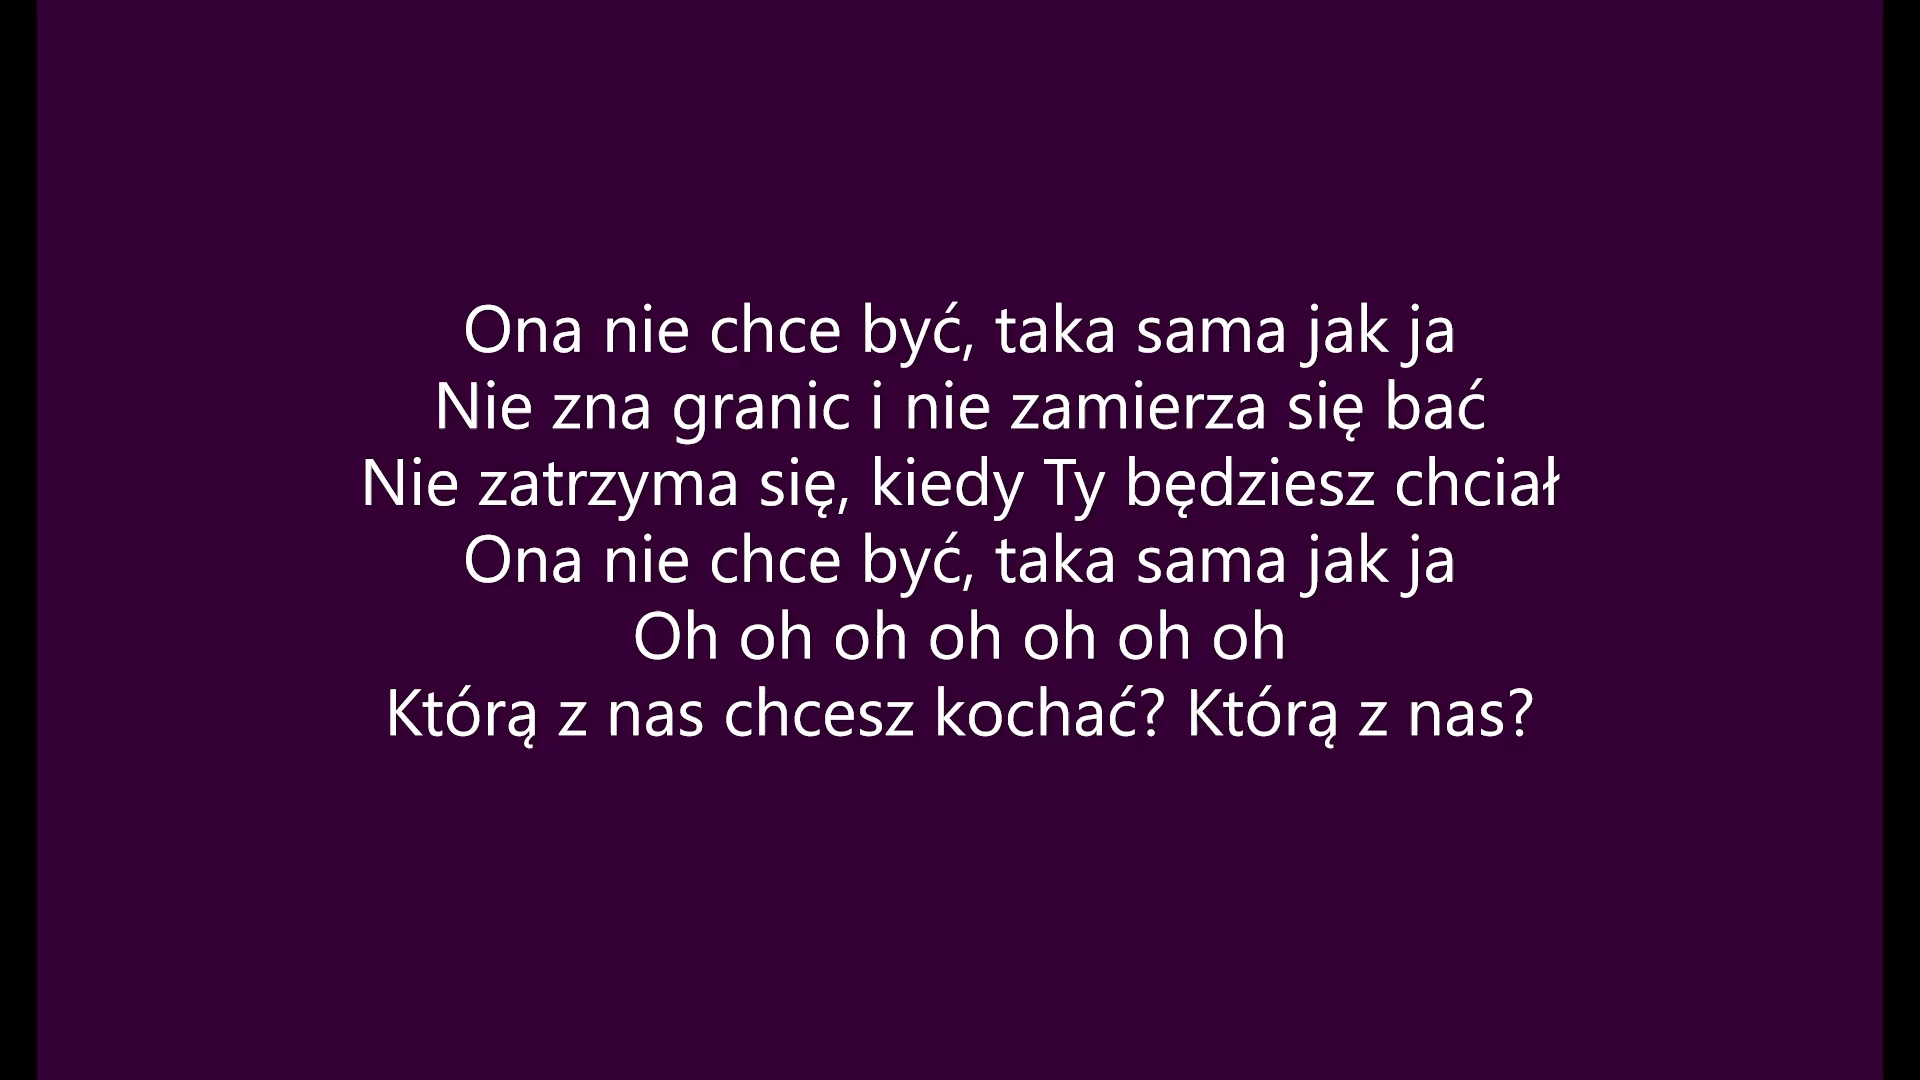 Ona nie chce być, taka sama jak ja
Nie zna granic i nie zamierza się bać
Nie zatrzyma się, kiedy Ty będziesz chciał
Ona nie chce być, taka sama jak ja
Oh oh oh oh oh oh oh
Którą z nas chcesz kochać? Którą z nas?